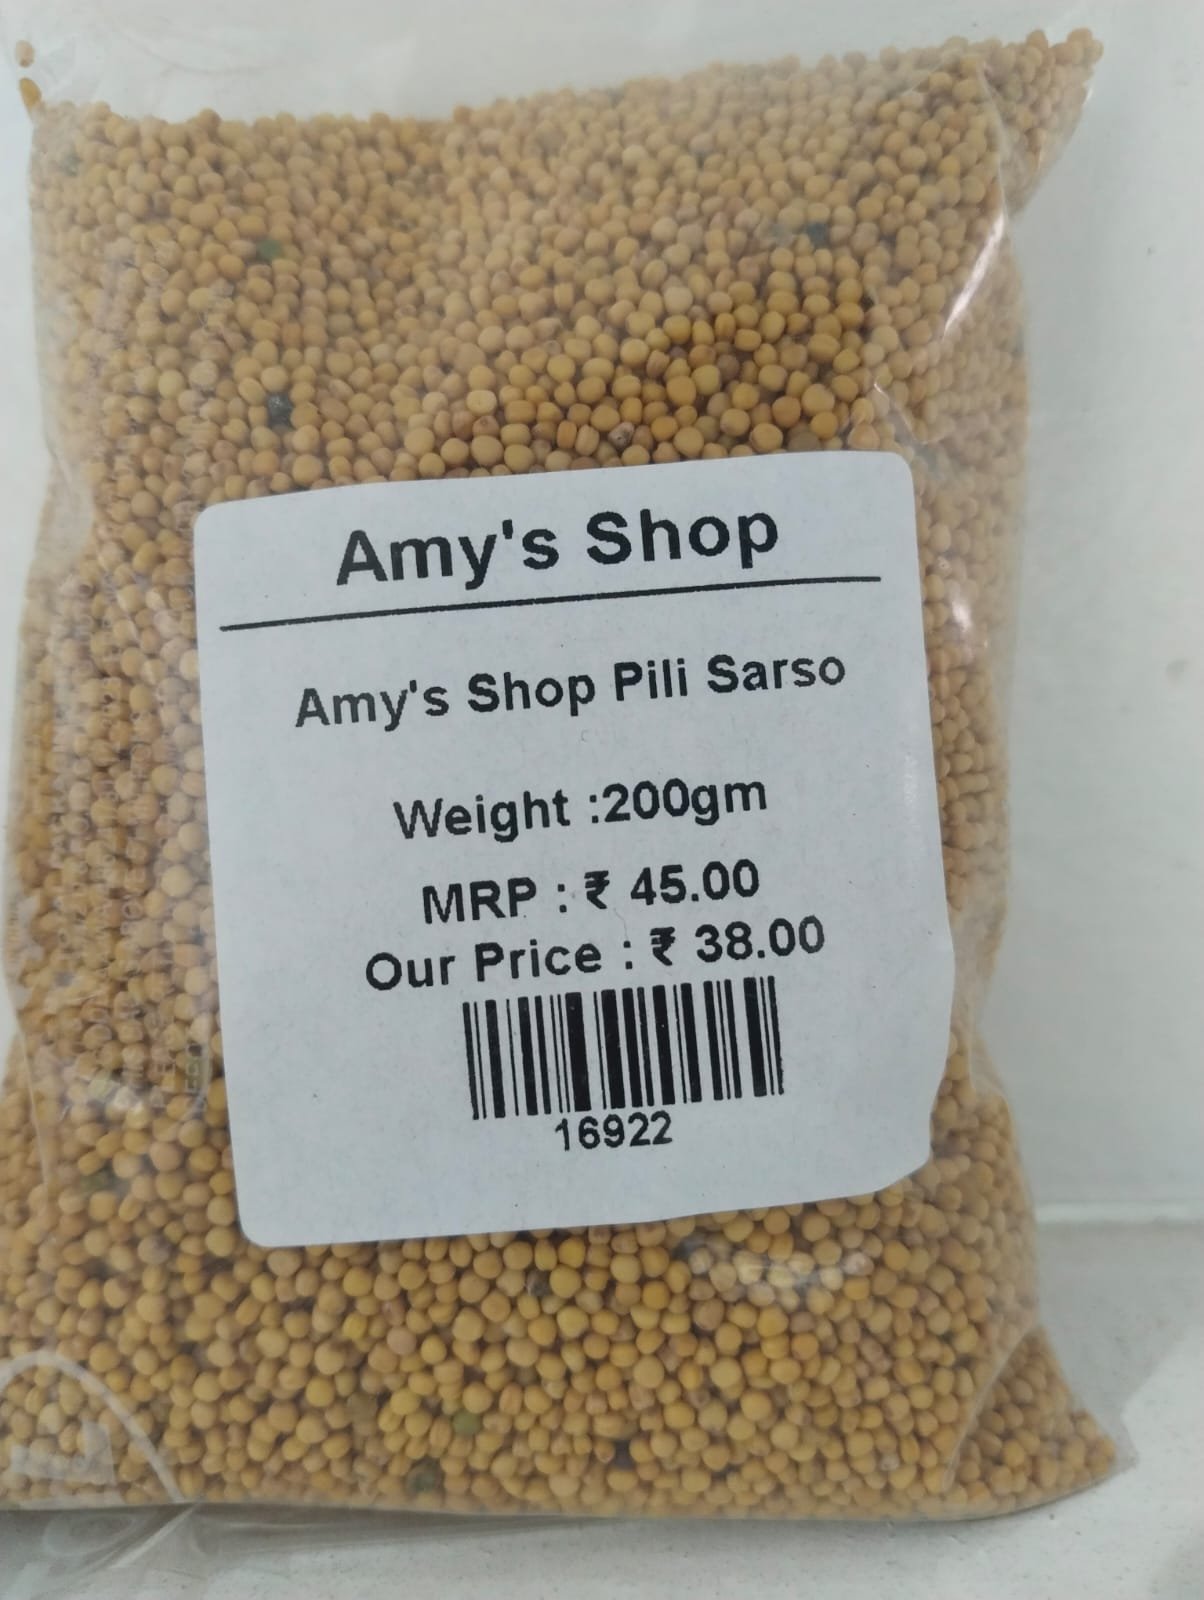 Amy's Shop
Amy's Shop Pili Sarso
Weight :200gm
MRP : ₹ 45.00
Our Price : ₹ 38.00
16922